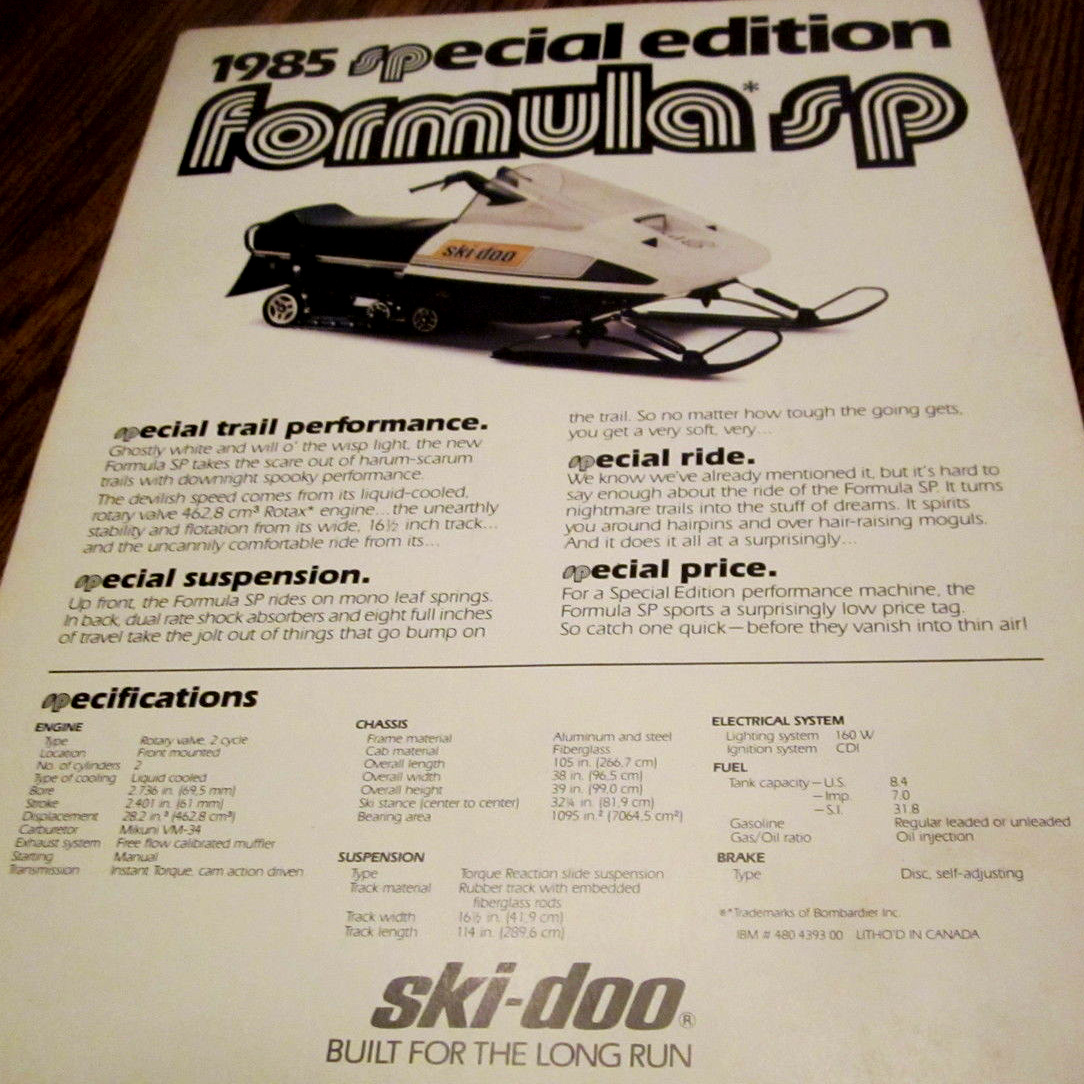 1985 special edition
formula* sp
ski-doo
special trail performance.
Ghostly white and will o' the wisp light, the new
Formula SP takes the scare out of harum-scarum
trails with downright spooky performance.
The devilish speed comes from its liquid-cooled,
rotary valve 462.8 cm³ Rotax* engine... the unearthly
stability and flotation from its wide, 16½ inch track...
and the uncannily comfortable ride from its...
special suspension.
Up front, the Formula SP rides on mono leaf springs.
In back, dual rate shock absorbers and eight full inches
of travel take the jolt out of things that go bump on
the trail. So no matter how tough the going gets,
you get a very soft, very...
special ride.
We know we've already mentioned it, but it's hard to
say enough about the ride of the Formula SP. It turns
nightmare trails into the stuff of dreams. It spirits
you around hairpins and over hair-raising moguls.
And it does it all at a surprisingly...
special price.
For a Special Edition performance machine, the
Formula SP sports a surprisingly low price tag.
So catch one quick—before they vanish into thin air!
specifications
ENGINE
Type Rotary valve, 2 cycle
Location Front mounted
No. of cylinders 2
Type of cooling Liquid cooled
Bore 2.736 in. (69.5 mm)
Stroke 2.401 in. (61 mm)
Displacement 28.2 in.³ (462.8 cm³)
Carburetor Mikuni VM-34
Exhaust system Free flow calibrated muffler
Starting Manual
Transmission Instant Torque, cam action driven
CHASSIS
Frame material Aluminum and steel
Cab material Fiberglass
Overall length 105 in. (266.7 cm)
Overall width 38 in. (96.5 cm)
Overall height 39 in. (99.0 cm)
Ski stance (center to center) 32¼ in. (81.9 cm)
Bearing area 1095 in.² (7064.5 cm²)
SUSPENSION
Type Torque Reaction slide suspension
Track material Rubber track with embedded
fiberglass rods
Track width 16½ in. (41.9 cm)
Track length 114 in. (289.6 cm)
ELECTRICAL SYSTEM
Lighting system 160 W
Ignition system CDI
FUEL
Tank capacity—U.S. 8.4
—Imp. 7.0
—S.I. 31.8
Gasoline Regular leaded or unleaded
Gas/Oil ratio Oil injection
BRAKE
Type Disc, self-adjusting
®*Trademarks of Bombardier Inc.
IBM # 480 4393 00 LITHO'D IN CANADA
ski-doo®
BUILT FOR THE LONG RUN